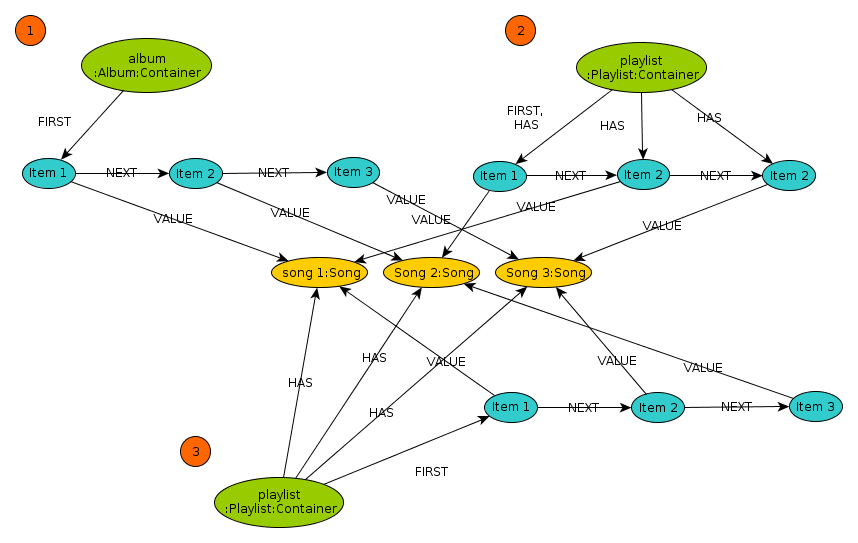 1
2
album
:Album:Container
playlist
:Playlist:Container
FIRST
FIRST,
HAS
HAS
HAS
Item 1
NEXT
Item 2
NEXT
Item 3
Item 1
NEXT
Item 2
NEXT
Item 2
VALUE
VALUE
VALUE
VALUE
VALUE
VALUE
song 1:Song
Song 2:Song
Song 3:Song
HAS
HAS
HAS
VALUE
VALUE
VALUE
Item 1
NEXT
Item 2
NEXT
Item 3
3
FIRST
playlist
:Playlist:Container